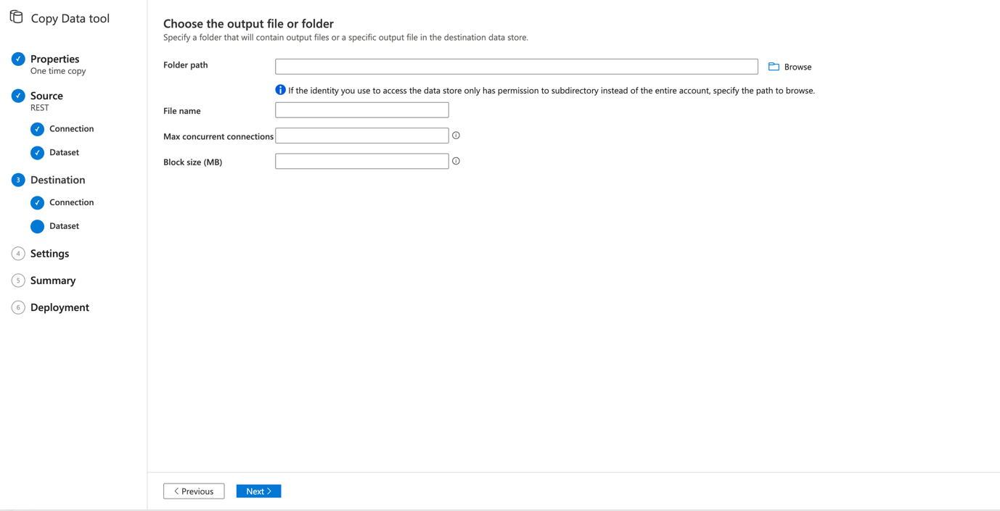 Copy Data tool
Properties
One time copy
Source
REST
Connection
Dataset
3 Destination
Connection
Dataset
4 Settings
5 Summary
6 Deployment
Choose the output file or folder
Specify a folder that will contain output files or a specific output file in the destination data store.
Folder path
Browse
If the identity you use to access the data store only has permission to subdirectory instead of the entire account, specify the path to browse.
File name
Max concurrent connections
Block size (MB)
< Previous
Next >